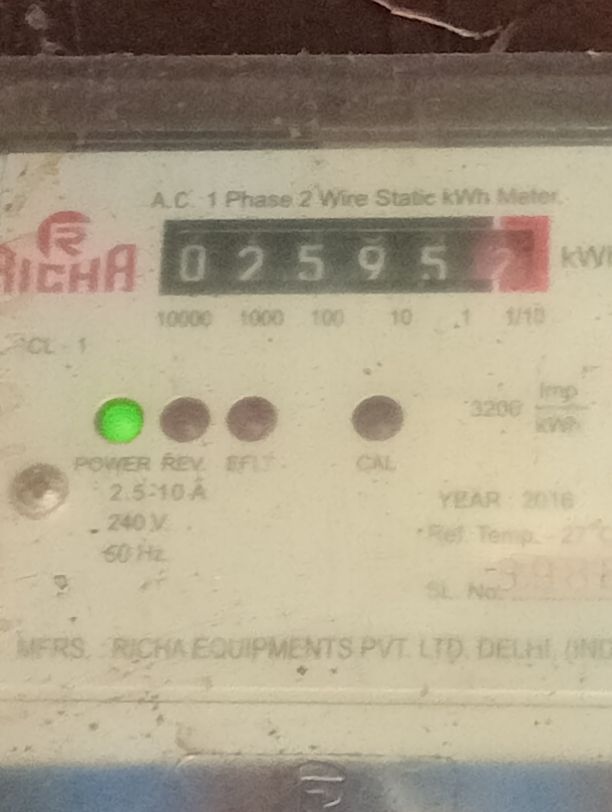 A.C. 1 Phase 2 Wire Static kWh Meter
R
RICHA
0 2 5 9 5 kWh
10000 1000 100 10 1 1/10
CL - 1
3200 Imp
kWh
POWER REV. EFLT CAL
2.5-10 A
240 V
50 Hz
YEAR : 2016
Ref. Temp. - 27°C
SL. No.
MFRS. : RICHA EQUIPMENTS PVT. LTD. DELHI, (IND